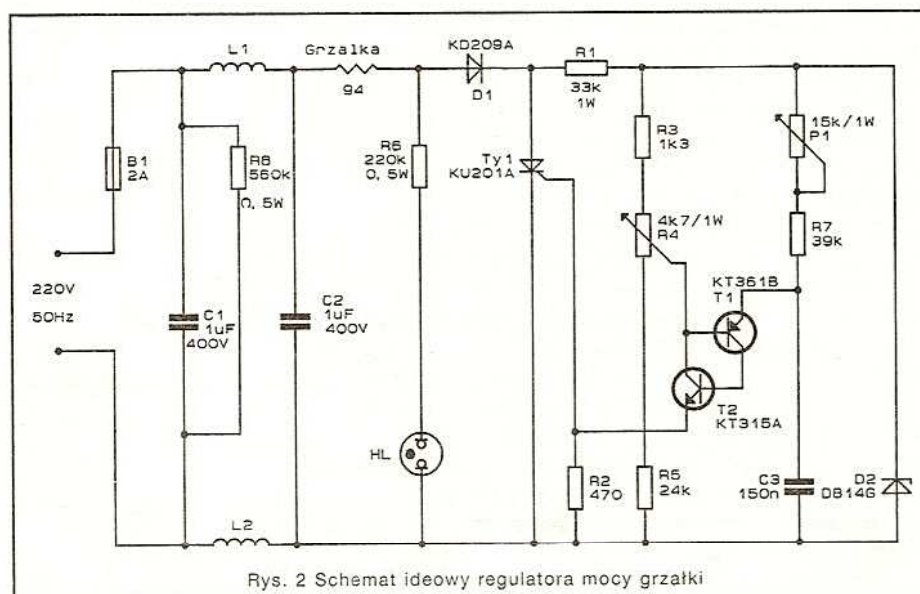 L1
Grzalka
94
KD209A
D1
R1
33k
1W
B1
2A
R8
560k
0,5W
R6
220k
0,5W
Ty1
KU201A
R3
1k3
15k/1W
P1
4k7/1W
R4
R7
39k
KT361B
T1
220V
50Hz
C1
1uF
400V
C2
1uF
400V
T2
KT315A
HL
R2
470
R5
24k
C3
150n
D2
D814G
L2
Rys. 2 Schemat ideowy regulatora mocy grzałki